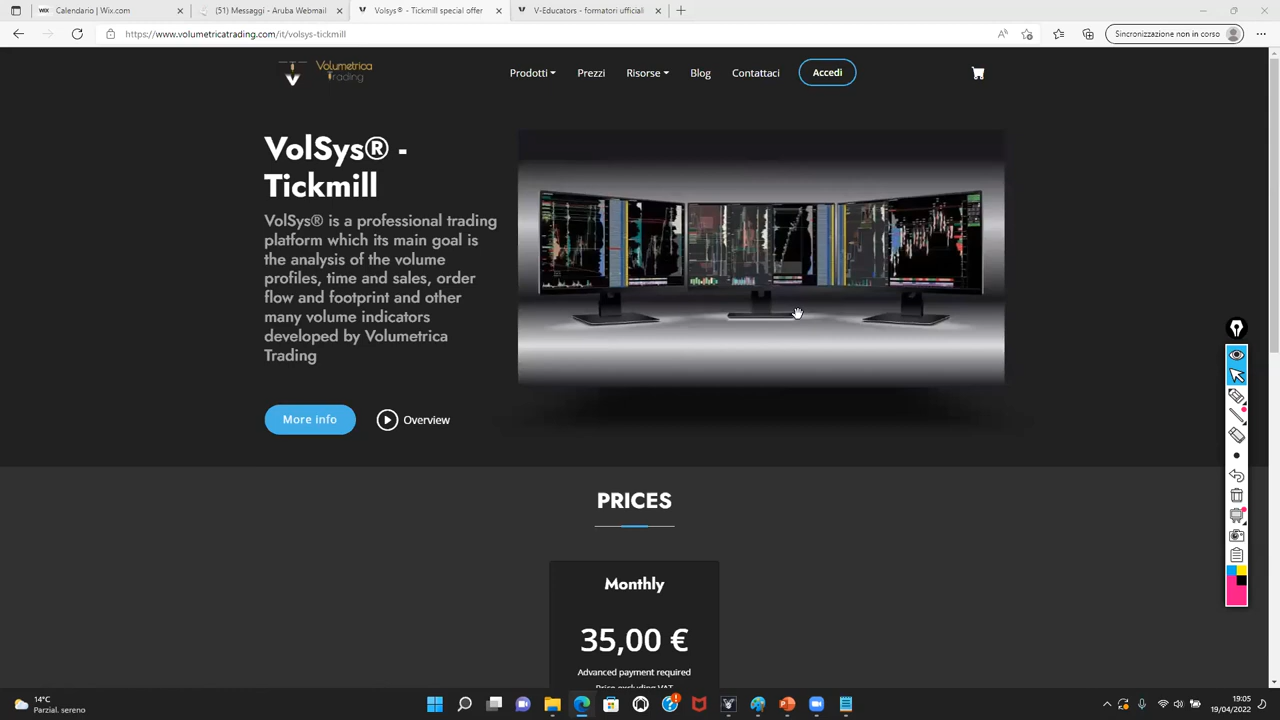 Calendario | Wix.com
(51) Messaggi - Aruba Webmail
Volsys® - Tickmill special offer
V-Educators - formatori ufficiali
https://www.volumetricatrading.com/it/volsys-tickmill
Sincronizzazione non in corso
Volumetrica
Trading
Prodotti
Prezzi
Risorse
Blog
Contattaci
Accedi
VolSys® -
Tickmill
VolSys® is a professional trading
platform which its main goal is
the analysis of the volume
profiles, time and sales, order
flow and footprint and other
many volume indicators
developed by Volumetrica
Trading
More info
Overview
PRICES
Monthly
35,00 €
Advanced payment required
Price excluding VAT
14°C
Parzial. sereno
19:05
19/04/2022